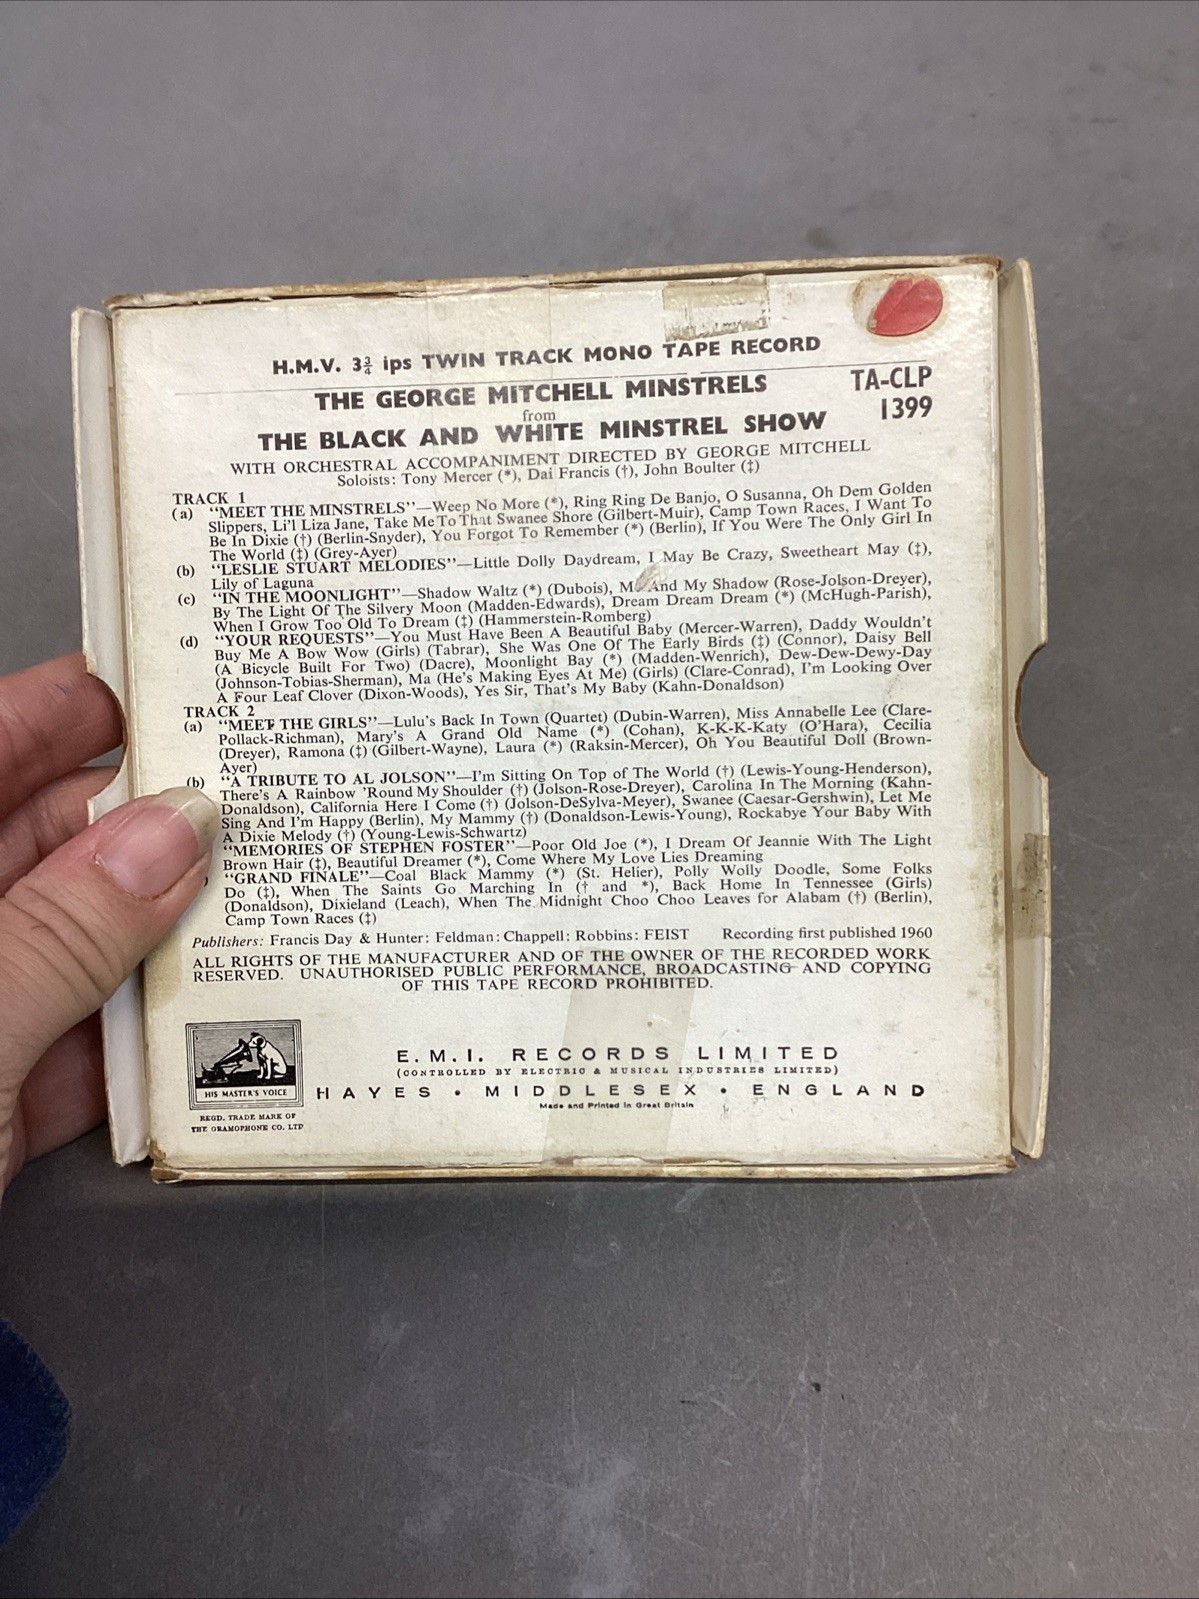 H.M.V. 3¾ ips TWIN TRACK MONO TAPE RECORD
THE GEORGE MITCHELL MINSTRELS
from
THE BLACK AND WHITE MINSTREL SHOW
TA-CLP
1399
WITH ORCHESTRAL ACCOMPANIMENT DIRECTED BY GEORGE MITCHELL
Soloists: Tony Mercer (*), Dai Francis (†), John Boulter (‡)
TRACK 1
(a) "MEET THE MINSTRELS"—Weep No More (*), Ring Ring De Banjo, O Susanna, Oh Dem Golden
Slippers, Li'l Liza Jane, Take Me To That Swanee Shore (Gilbert-Muir), Camp Town Races, I Want To
Be In Dixie (†) (Berlin-Snyder), You Forgot To Remember (*) (Berlin), If You Were The Only Girl In
The World (‡) (Grey-Ayer)
(b) "LESLIE STUART MELODIES"—Little Dolly Daydream, I May Be Crazy, Sweetheart May (‡),
Lily of Laguna
(c) "IN THE MOONLIGHT"—Shadow Waltz (*) (Dubois), M And My Shadow (Rose-Jolson-Dreyer),
By The Light Of The Silvery Moon (Madden-Edwards), Dream Dream Dream (*) (McHugh-Parish),
When I Grow Too Old To Dream (‡) (Hammerstein-Romberg)
(d) "YOUR REQUESTS"—You Must Have Been A Beautiful Baby (Mercer-Warren), Daddy Wouldn't
Buy Me A Bow Wow (Girls) (Tabrar), She Was One Of The Early Birds (‡) (Connor), Daisy Bell
(A Bicycle Built For Two) (Dacre), Moonlight Bay (*) (Madden-Wenrich), Dew-Dew-Dewy-Day
(Johnson-Tobias-Sherman), Ma (He's Making Eyes At Me) (Girls) (Clare-Conrad), I'm Looking Over
A Four Leaf Clover (Dixon-Woods), Yes Sir, That's My Baby (Kahn-Donaldson)
TRACK 2
(a) "MEET THE GIRLS"—Lulu's Back In Town (Quartet) (Dubin-Warren), Miss Annabelle Lee (Clare-
Pollack-Richman), Mary's A Grand Old Name (*) (Cohan), K-K-K-Katy (O'Hara), Cecilia
(Dreyer), Ramona (‡) (Gilbert-Wayne), Laura (*) (Raksin-Mercer), Oh You Beautiful Doll (Brown-
Ayer)
(b) "A TRIBUTE TO AL JOLSON"—I'm Sitting On Top of The World (†) (Lewis-Young-Henderson),
There's A Rainbow 'Round My Shoulder (†) (Jolson-Rose-Dreyer), Carolina In The Morning (Kahn-
Donaldson), California Here I Come (†) (Jolson-DeSylva-Meyer), Swanee (Caesar-Gershwin), Let Me
Sing And I'm Happy (Berlin), My Mammy (†) (Donaldson-Lewis-Young), Rockabye Your Baby With
A Dixie Melody (†) (Young-Lewis-Schwartz)
"MEMORIES OF STEPHEN FOSTER"—Poor Old Joe (*), I Dream Of Jeannie With The Light
Brown Hair (‡), Beautiful Dreamer (*), Come Where My Love Lies Dreaming
"GRAND FINALE"—Coal Black Mammy (*) (St. Helier), Polly Wolly Doodle, Some Folks
Do (‡), When The Saints Go Marching In († and *), Back Home In Tennessee (Girls)
(Donaldson), Dixieland (Leach), When The Midnight Choo Choo Leaves for Alabam (†) (Berlin),
Camp Town Races (‡)
Publishers: Francis Day & Hunter: Feldman: Chappell: Robbins: FEIST Recording first published 1960
ALL RIGHTS OF THE MANUFACTURER AND OF THE OWNER OF THE RECORDED WORK
RESERVED. UNAUTHORISED PUBLIC PERFORMANCE, BROADCASTING AND COPYING
OF THIS TAPE RECORD PROHIBITED.
E.M.I. RECORDS LIMITED
(CONTROLLED BY ELECTRIC & MUSICAL INDUSTRIES LIMITED)
HAYES • MIDDLESEX • ENGLAND
Made and Printed in Great Britain
HIS MASTER'S VOICE
REGD. TRADE MARK OF
THE GRAMOPHONE CO. LTD